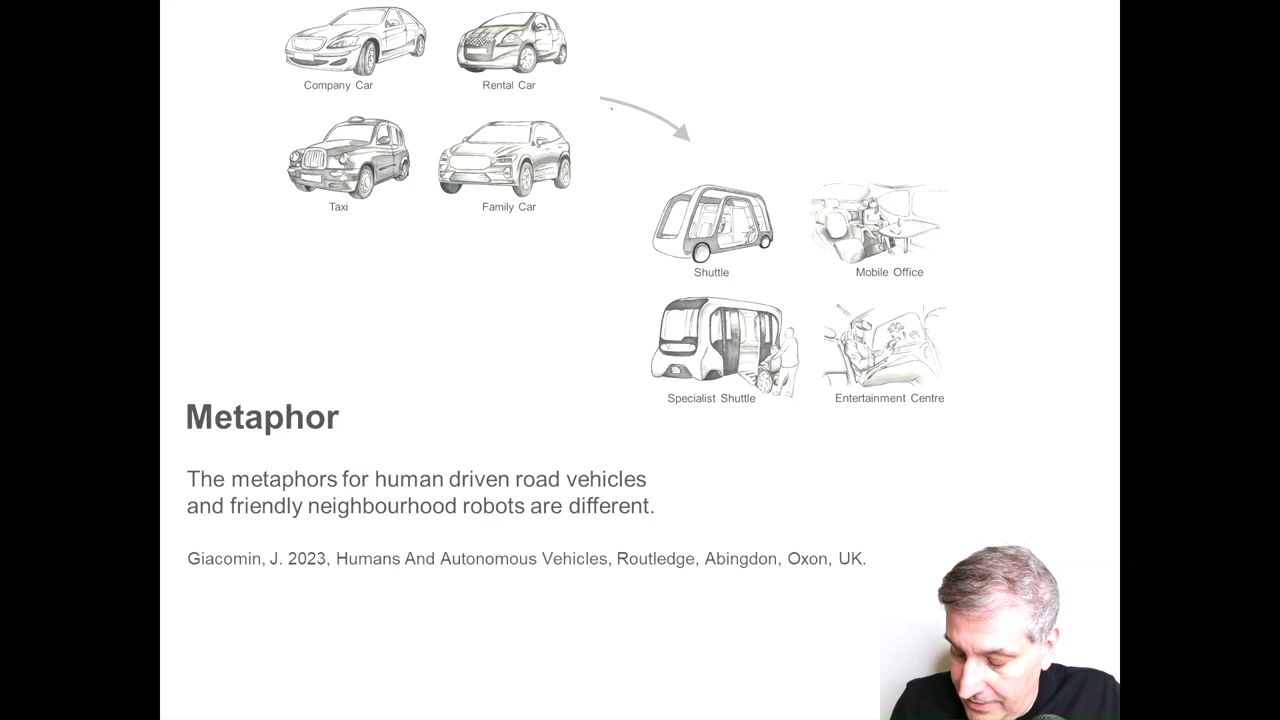 Company Car
Rental Car
Taxi
Family Car
Shuttle
Mobile Office
Specialist Shuttle
Entertainment Centre
Metaphor
The metaphors for human driven road vehicles
and friendly neighbourhood robots are different.
Giacomin, J. 2023, Humans And Autonomous Vehicles, Routledge, Abingdon, Oxon, UK.